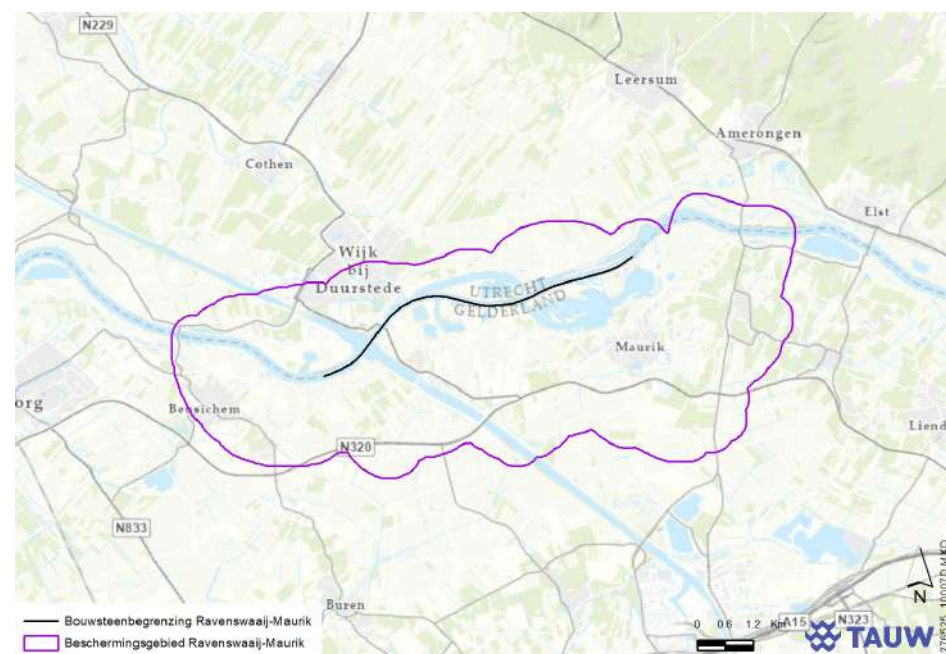 N229
Leersum
Amerongen
Cothen
Elst
Wijk
bij
Duurstede
UTRECHT
GELDERLAND
Maurik
org
Beusichem
Liend
N320
N833
Buren
Bouwsteenbegrenzing Ravenswaaij-Maurik
Beschermingsgebied Ravenswaaij-Maurik
0 0.6 1.2 Km
A15
N323
N
TAUW